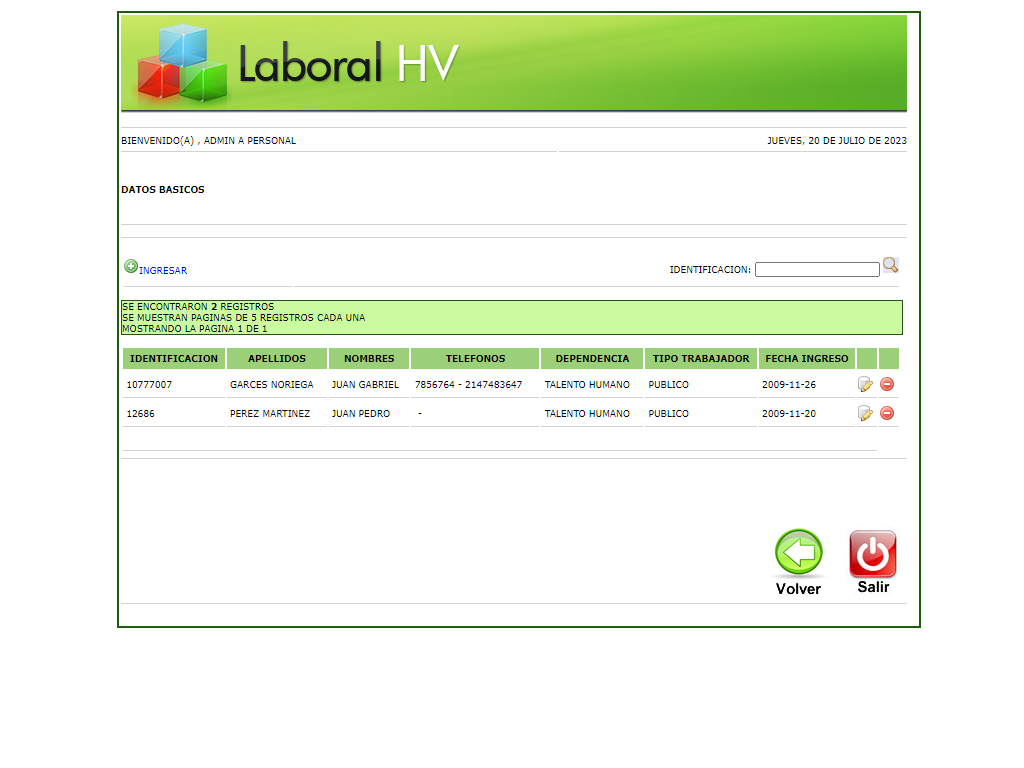 Laboral HV
BIENVENIDO(A) , ADMIN A PERSONAL JUEVES, 20 DE JULIO DE 2023
DATOS BASICOS
INGRESAR IDENTIFICACION:
SE ENCONTRARON 2 REGISTROS
SE MUESTRAN PAGINAS DE 5 REGISTROS CADA UNA
MOSTRANDO LA PAGINA 1 DE 1
IDENTIFICACION APELLIDOS NOMBRES TELEFONOS DEPENDENCIA TIPO TRABAJADOR FECHA INGRESO
10777007 GARCES NORIEGA JUAN GABRIEL 7856764 - 2147483647 TALENTO HUMANO PUBLICO 2009-11-26
12686 PEREZ MARTINEZ JUAN PEDRO - TALENTO HUMANO PUBLICO 2009-11-20
Volver Salir